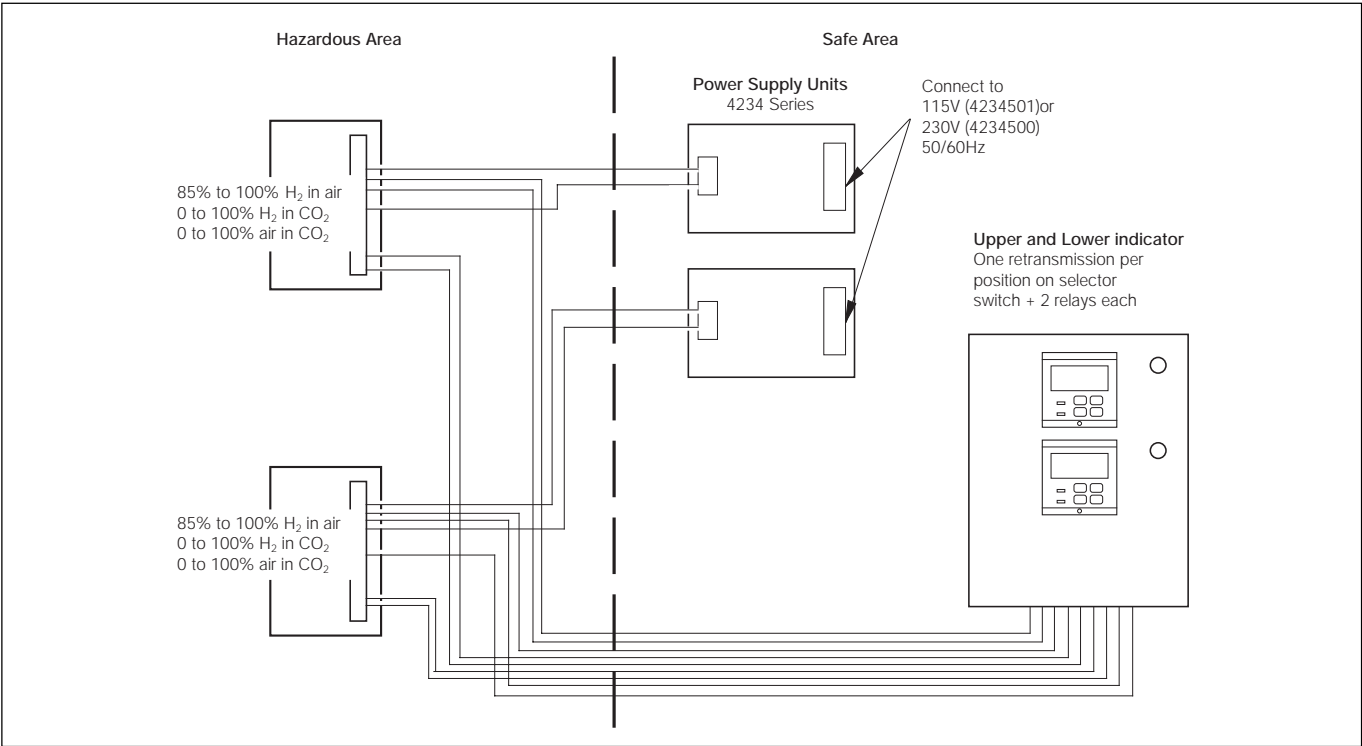 Hazardous Area
Safe Area
Power Supply Units
4234 Series
Connect to
115V (4234501)or
230V (4234500)
50/60Hz
85% to 100% H₂ in air
0 to 100% H₂ in CO₂
0 to 100% air in CO₂
Upper and Lower indicator
One retransmission per
position on selector
switch + 2 relays each
85% to 100% H₂ in air
0 to 100% H₂ in CO₂
0 to 100% air in CO₂